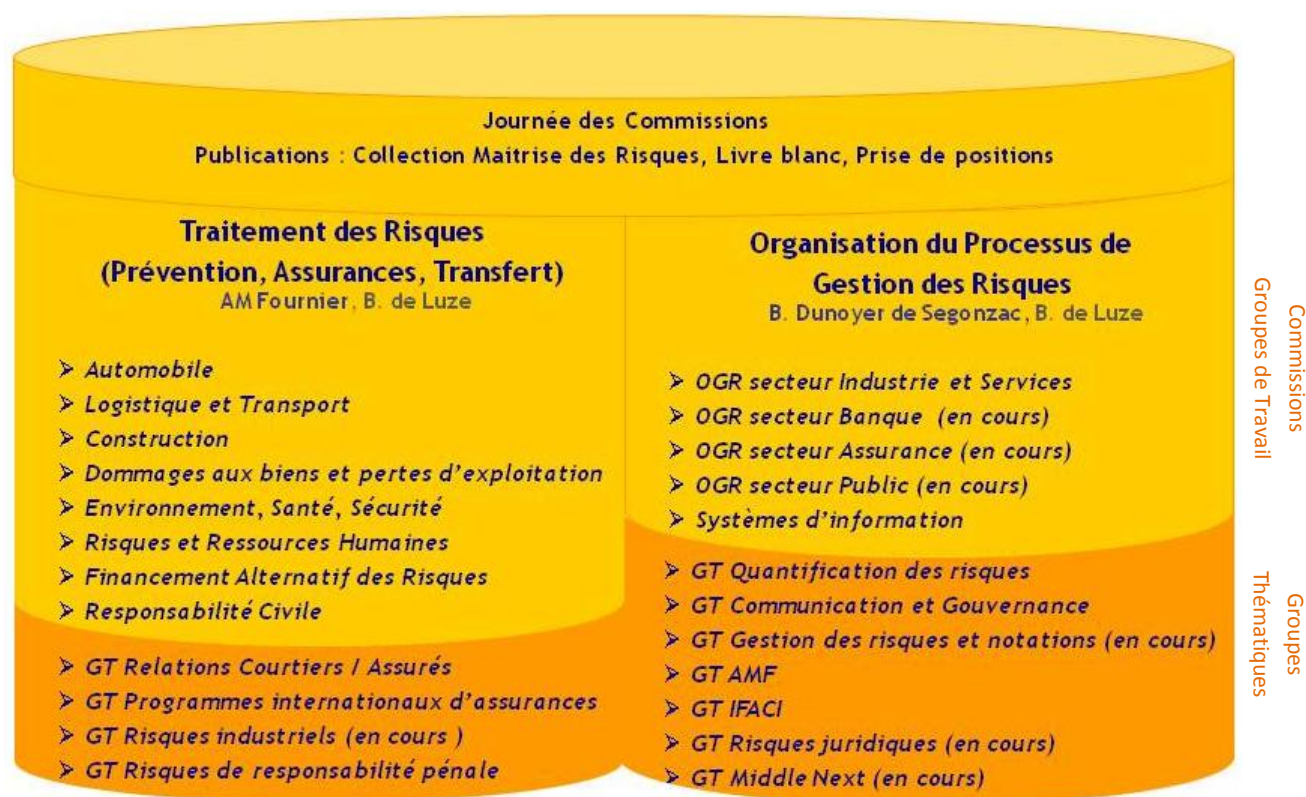 Journée des Commissions
Publications : Collection Maitrise des Risques, Livre blanc, Prise de positions
Traitement des Risques
(Prévention, Assurances, Transfert)
AM Fournier, B. de Luze
➢ Automobile
➢ Logistique et Transport
➢ Construction
➢ Dommages aux biens et pertes d'exploitation
➢ Environnement, Santé, Sécurité
➢ Risques et Ressources Humaines
➢ Financement Alternatif des Risques
➢ Responsabilité Civile
➢ GT Relations Courtiers / Assurés
➢ GT Programmes internationaux d'assurances
➢ GT Risques industriels (en cours )
➢ GT Risques de responsabilité pénale
Organisation du Processus de
Gestion des Risques
B. Dunoyer de Segonzac, B. de Luze
➢ OGR secteur Industrie et Services
➢ OGR secteur Banque (en cours)
➢ OGR secteur Assurance (en cours)
➢ OGR secteur Public (en cours)
➢ Systèmes d'information
➢ GT Quantification des risques
➢ GT Communication et Gouvernance
➢ GT Gestion des risques et notations (en cours)
➢ GT AMF
➢ GT IFACI
➢ GT Risques juridiques (en cours)
➢ GT Middle Next (en cours)
Commissions
Groupes de Travail
Groupes
Thématiques